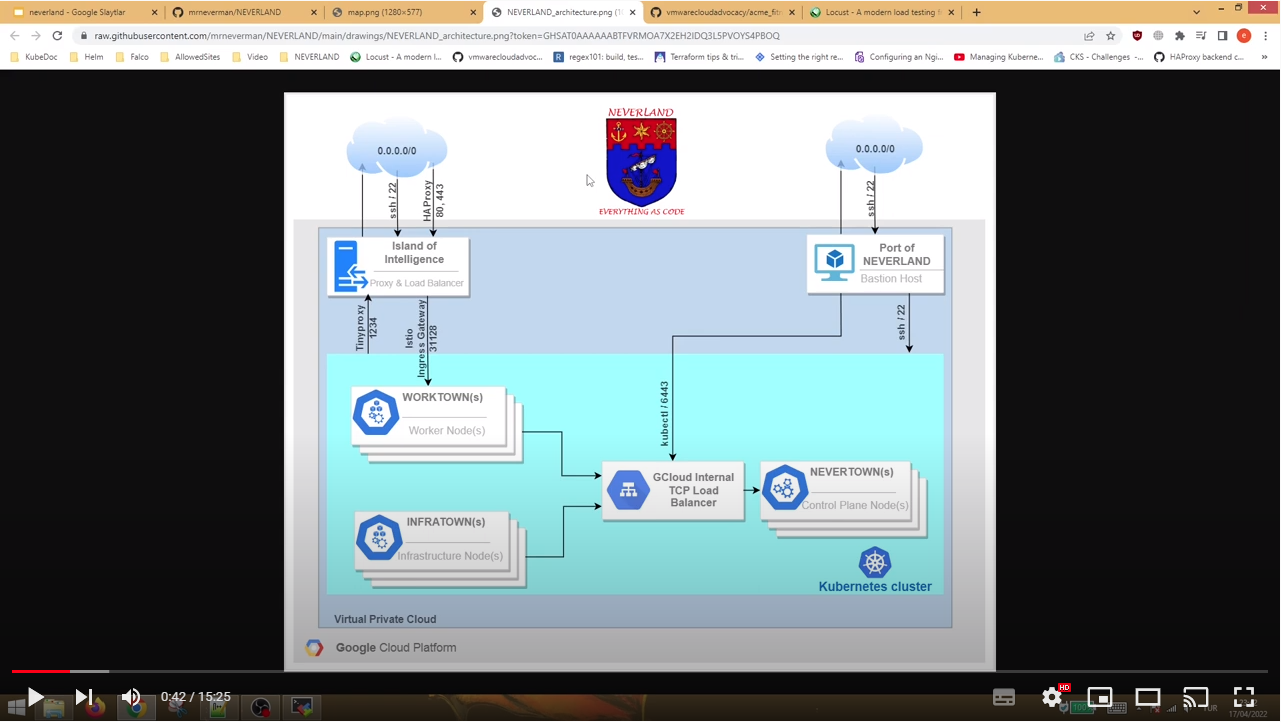 neverland - Google Slaytlar
mrneverman/NEVERLAND
map.png (1280×577)
NEVERLAND_architecture.png (1
vmwarecloudadvocacy/acme_fit
Locust - A modern load testing f
raw.githubusercontent.com/mrneverman/NEVERLAND/main/drawings/NEVERLAND_architecture.png?token=GHSAT0AAAAAABTFVRMOA7X2EH2IDQ3L5PVOYS4PBOQ
e
KubeDoc
Helm
Falco
AllowedSites
Video
NEVERLAND
Locust - A modern l...
vmwarecloudadvoc...
regex101: build, tes...
Terraform tips & tri...
Setting the right re...
Configuring an Ngi...
Managing Kuberne...
CKS - Challenges -...
HAProxy backend c...
»
NEVERLAND
EVERYTHING AS CODE
0.0.0.0/0
0.0.0.0/0
ssh / 22
HAProxy
80, 443
ssh / 22
Island of
Intelligence
Proxy & Load Balancer
Port of
NEVERLAND
Bastion Host
Tinyproxy
1234
Istio
Ingress Gateway
31128
ssh / 22
kubectl / 6443
WORKTOWN(s)
Worker Node(s)
GCloud Internal
TCP Load
Balancer
NEVERTOWN(s)
Control Plane Node(s)
INFRATOWN(s)
Infrastructure Node(s)
Kubernetes cluster
Virtual Private Cloud
Google Cloud Platform
0:42 / 15:25
HD
100%
TUR
17/04/2022